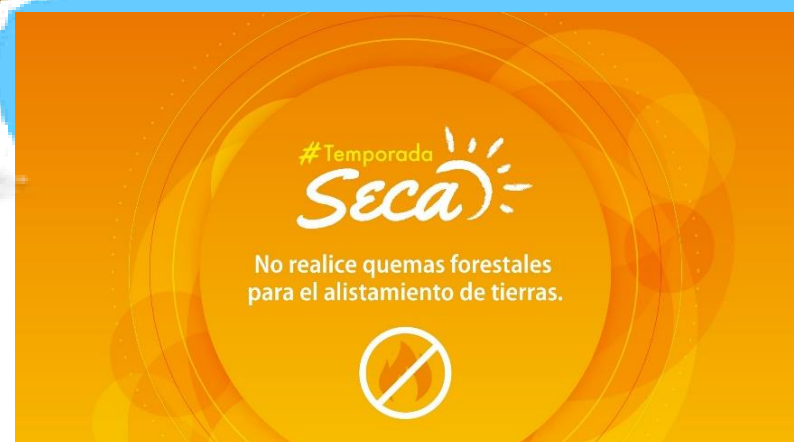 #Temporada
Seca
No realice quemas forestales
para el alistamiento de tierras.